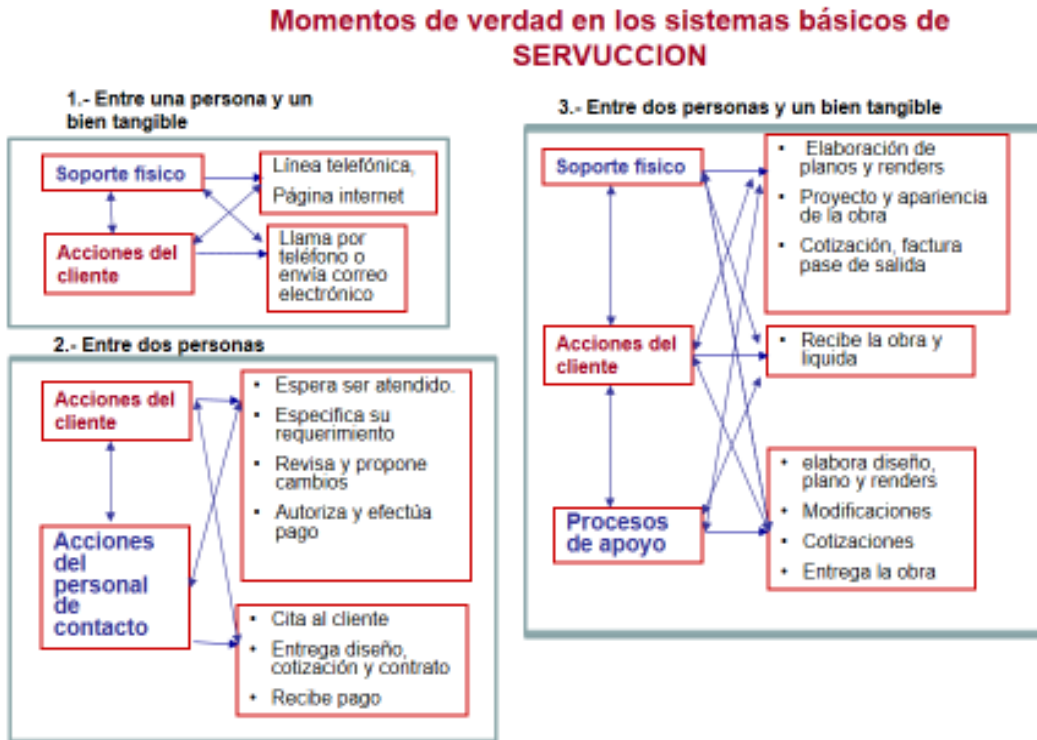 Momentos de verdad en los sistemas básicos de
SERVUCCION
1.- Entre una persona y un
bien tangible
Soporte fisico
Línea telefónica,
Página internet
Acciones del
cliente
Llama por
teléfono o
envía correo
electrónico
2.- Entre dos personas
Acciones del
cliente
• Espera ser atendido.
• Especifica su
requerimiento
• Revisa y propone
cambios
• Autoriza y efectúa
pago
Acciones
del
personal
de
contacto
• Cita al cliente
• Entrega diseño,
cotización y contrato
• Recibe pago
3.- Entre dos personas y un bien tangible
Soporte fisico
• Elaboración de
planos y renders
• Proyecto y apariencia
de la obra
• Cotización, factura
pase de salida
Acciones del
cliente
• Recibe la obra y
liquida
Procesos
de apoyo
• elabora diseño,
plano y renders
• Modificaciones
• Cotizaciones
• Entrega la obra